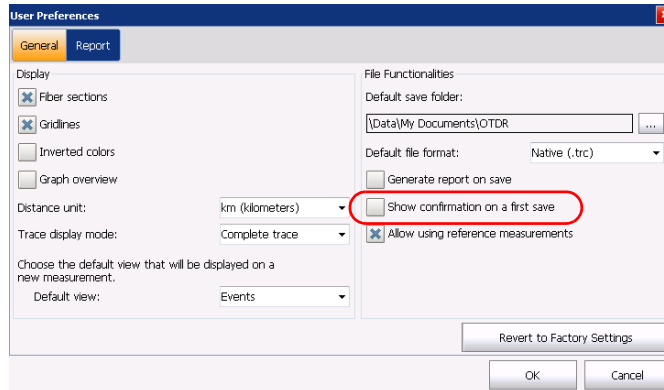 User Preferences
General Report
Display
Fiber sections
Gridlines
Inverted colors
Graph overview
Distance unit: km (kilometers)
Trace display mode: Complete trace
Choose the default view that will be displayed on a
new measurement.
Default view: Events
File Functionalities
Default save folder:
\Data\My Documents\OTDR ...
Default file format: Native (.trc)
Generate report on save
Show confirmation on a first save
Allow using reference measurements
Revert to Factory Settings
OK Cancel